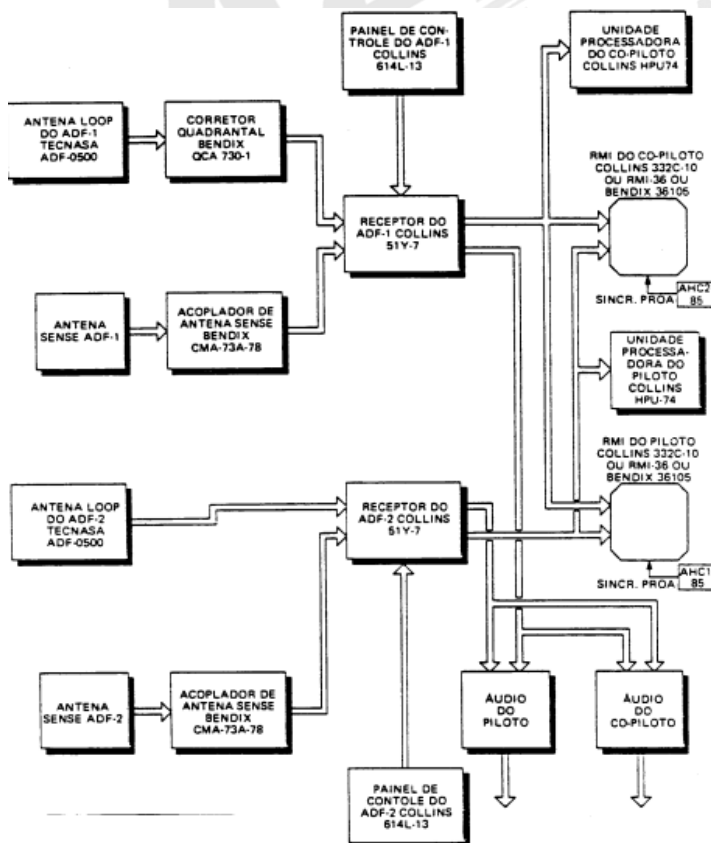 PAINEL DE CON-
TROLE DO ADF-1
COLLINS
614L-13
UNIDADE
PROCESSADORA
DO CO-PILOTO
COLLINS HPU74
ANTENA LOOP
DO ADF-1
TECNASA
ADF-0500
CORRETOR
QUADRANTAL
BENDIX
QCA 730-1
RMI DO CO-PILOTO
COLLINS 332C-10
OU RMI-36 OU
BENDIX 36105
RECEPTOR DO
ADF-1 COLLINS
51Y-7
ANTENA
SENSE ADF-1
ACOPLADOR DE
ANTENA SENSE
BENDIX
CMA-73A-78
SINCR. PROA
AHC2
85
UNIDADE
PROCESSA-
DORA DO
PILOTO
COLLINS
HPU-74
RMI DO PILOTO
COLLINS 332C-10
OU RMI-36 OU
BENDIX 36105
ANTENA LOOP
DO ADF-2
TECNASA
ADF-0500
RECEPTOR DO
ADF-2 COLLINS
51Y-7
SINCR. PROA
AHC1
85
ANTENA
SENSE ADF-2
ACOPLADOR DE
ANTENA SENSE
BENDIX
CMA-73A-78
ÁUDIO
DO
PILOTO
ÁUDIO
DO
CO-PILOTO
PAINEL DE
CONTOLE DO
ADF-2 COLLINS
614L-13